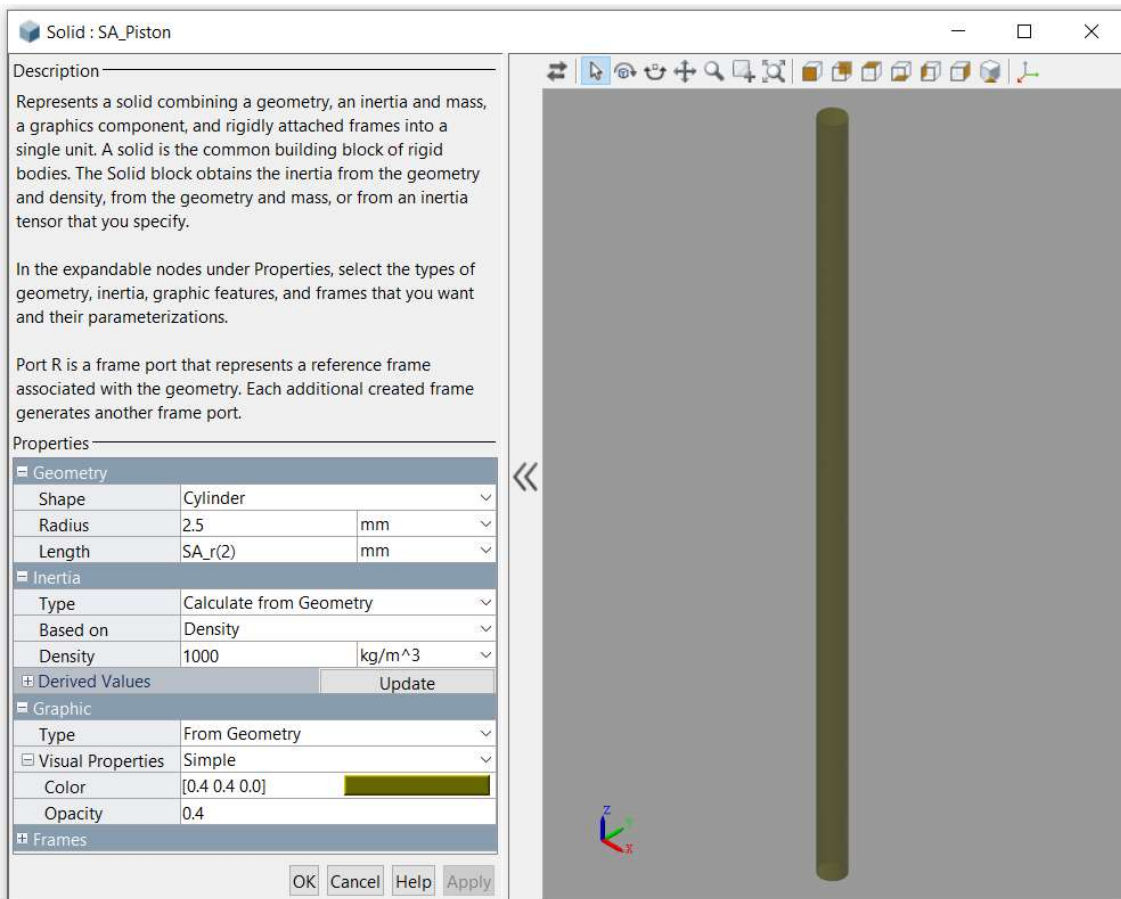 Solid : SA_Piston
Description
Represents a solid combining a geometry, an inertia and mass,
a graphics component, and rigidly attached frames into a
single unit. A solid is the common building block of rigid
bodies. The Solid block obtains the inertia from the geometry
and density, from the geometry and mass, or from an inertia
tensor that you specify.
In the expandable nodes under Properties, select the types of
geometry, inertia, graphic features, and frames that you want
and their parameterizations.
Port R is a frame port that represents a reference frame
associated with the geometry. Each additional created frame
generates another frame port.
Properties
Geometry
Shape Cylinder
Radius 2.5 mm
Length SA_r(2) mm
Inertia
Type Calculate from Geometry
Based on Density
Density 1000 kg/m^3
Derived Values Update
Graphic
Type From Geometry
Visual Properties Simple
Color [0.4 0.4 0.0]
Opacity 0.4
Frames
OK Cancel Help Apply
Z
Y
X